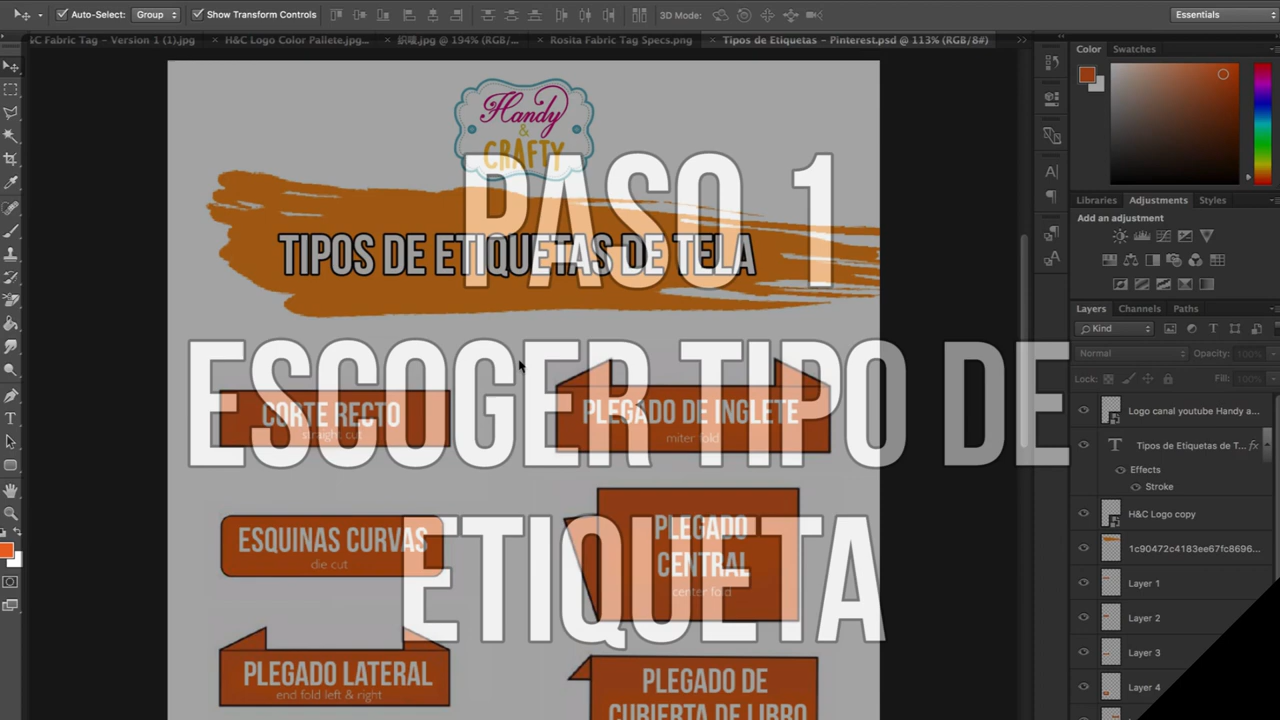 Auto-Select: Group Show Transform Controls 3D Mode: Essentials
Fabric Tag - Version 1 (1).jpg × H&C Logo Color Pallete.jpg... × 织唛.jpg @ 194% (RGB/... × Rosita Fabric Tag Specs.png × Tipos de Etiquetas - Pinterest.psd @ 113% (RGB/8#) >>
Color Swatches
Handy
&
CRAFTY
PASO 1
TIPOS DE ETIQUETAS DE TELA
ESCOGER TIPO DE
ETIQUETA
CORTE RECTO
straight cut
PLEGADO DE INGLETE
miter fold
ESQUINAS CURVAS
die cut
PLEGADO
CENTRAL
center fold
PLEGADO LATERAL
end fold left & right
PLEGADO DE
CUBIERTA DE LIBRO
Libraries Adjustments Styles
Add an adjustment
Layers Channels Paths
Kind
Normal Opacity: 100%
Lock: Fill: 100%
Logo canal youtube Handy a...
Tipos de Etiquetas de T... fx
Effects
Stroke
H&C Logo copy
1c90472c4183ee67fc8696...
Layer 1
Layer 2
Layer 3
Layer 4